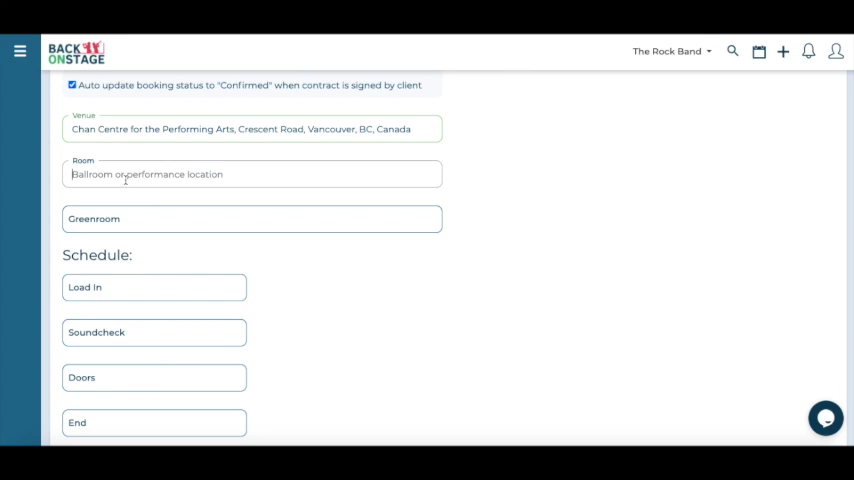 BACK
ONSTAGE
The Rock Band
Auto update booking status to "Confirmed" when contract is signed by client
Venue
Chan Centre for the Performing Arts, Crescent Road, Vancouver, BC, Canada
Room
Ballroom or performance location
Greenroom
Schedule:
Load In
Soundcheck
Doors
End